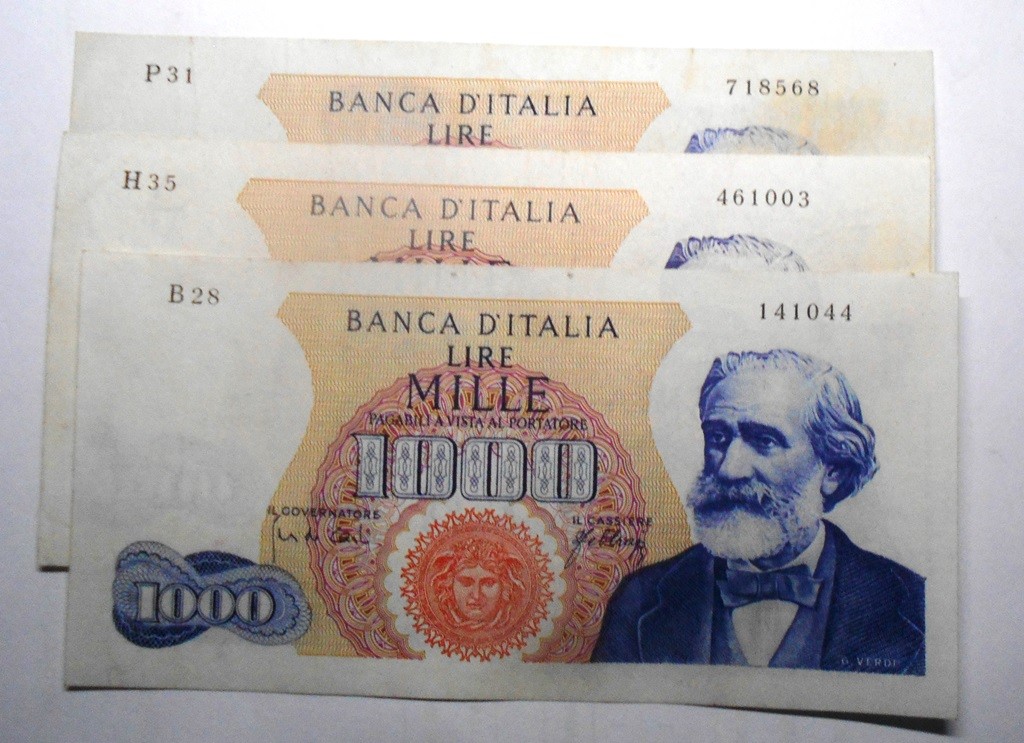 P31
718568
BANCA D'ITALIA
LIRE
H35
461003
BANCA D'ITALIA
LIRE
B28
141044
BANCA D'ITALIA
LIRE
MILLE
PAGABILI A VISTA AL PORTATORE
1000
IL GOVERNATORE
IL CASSIERE
1000
G. VERDI